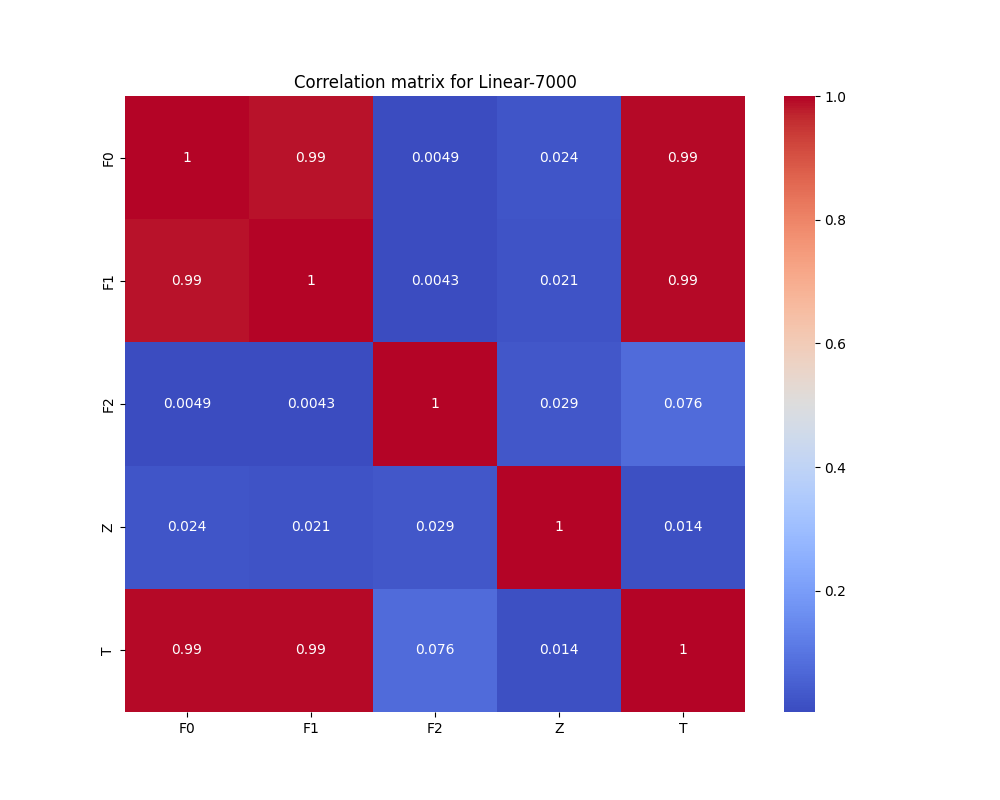 Correlation matrix for Linear-7000
F0 1 0.99 0.0049 0.024 0.99
F1 0.99 1 0.0043 0.021 0.99
F2 0.0049 0.0043 1 0.029 0.076
Z 0.024 0.021 0.029 1 0.014
T 0.99 0.99 0.076 0.014 1
F0 F1 F2 Z T
1.0
0.8
0.6
0.4
0.2